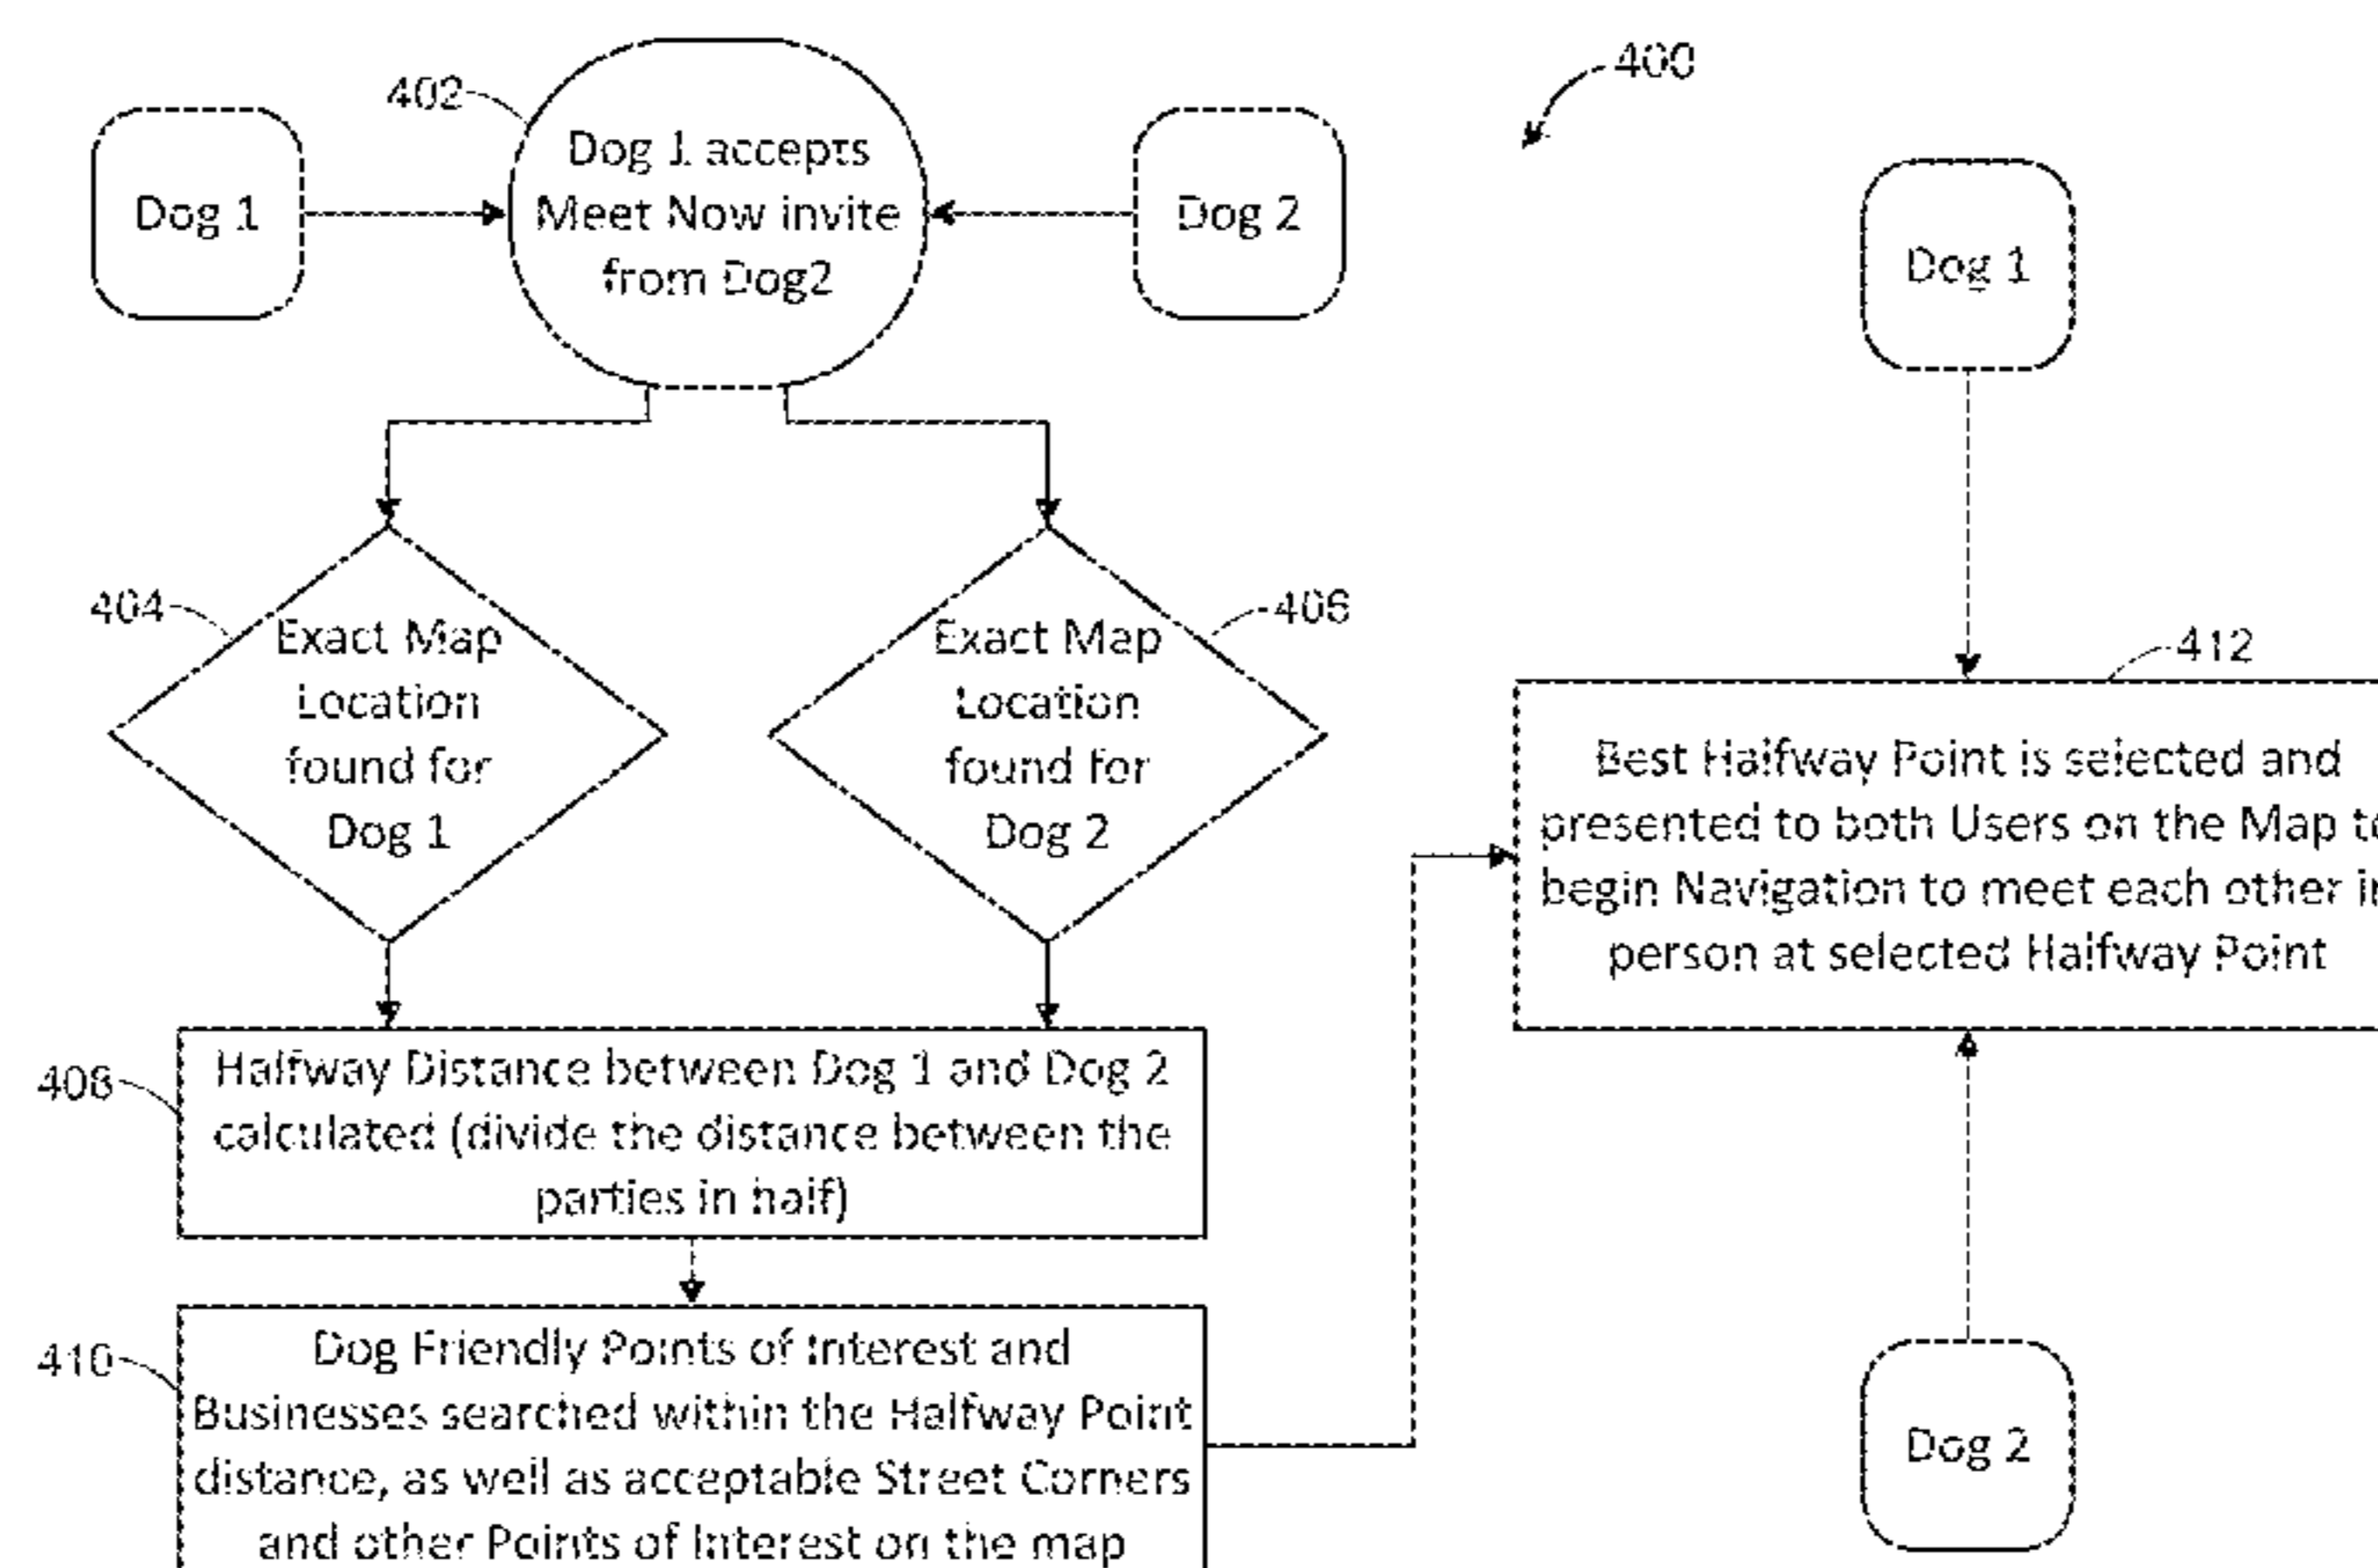 400
402
Dog 1
Dog 1 accepts
Meet Now invite
from Dog2
Dog 2
Dog 1
404
Exact Map
Location
found for
Dog 1
406
Exact Map
Location
found for
Dog 2
412
Best Halfway Point is selected and
presented to both Users on the Map to
begin Navigation to meet each other in
person at selected Halfway Point
408
Halfway Distance between Dog 1 and Dog 2
calculated (divide the distance between the
parties in half)
410
Dog Friendly Points of Interest and
Businesses searched within the Halfway Point
distance, as well as acceptable Street Corners
and other Points of Interest on the map
Dog 2